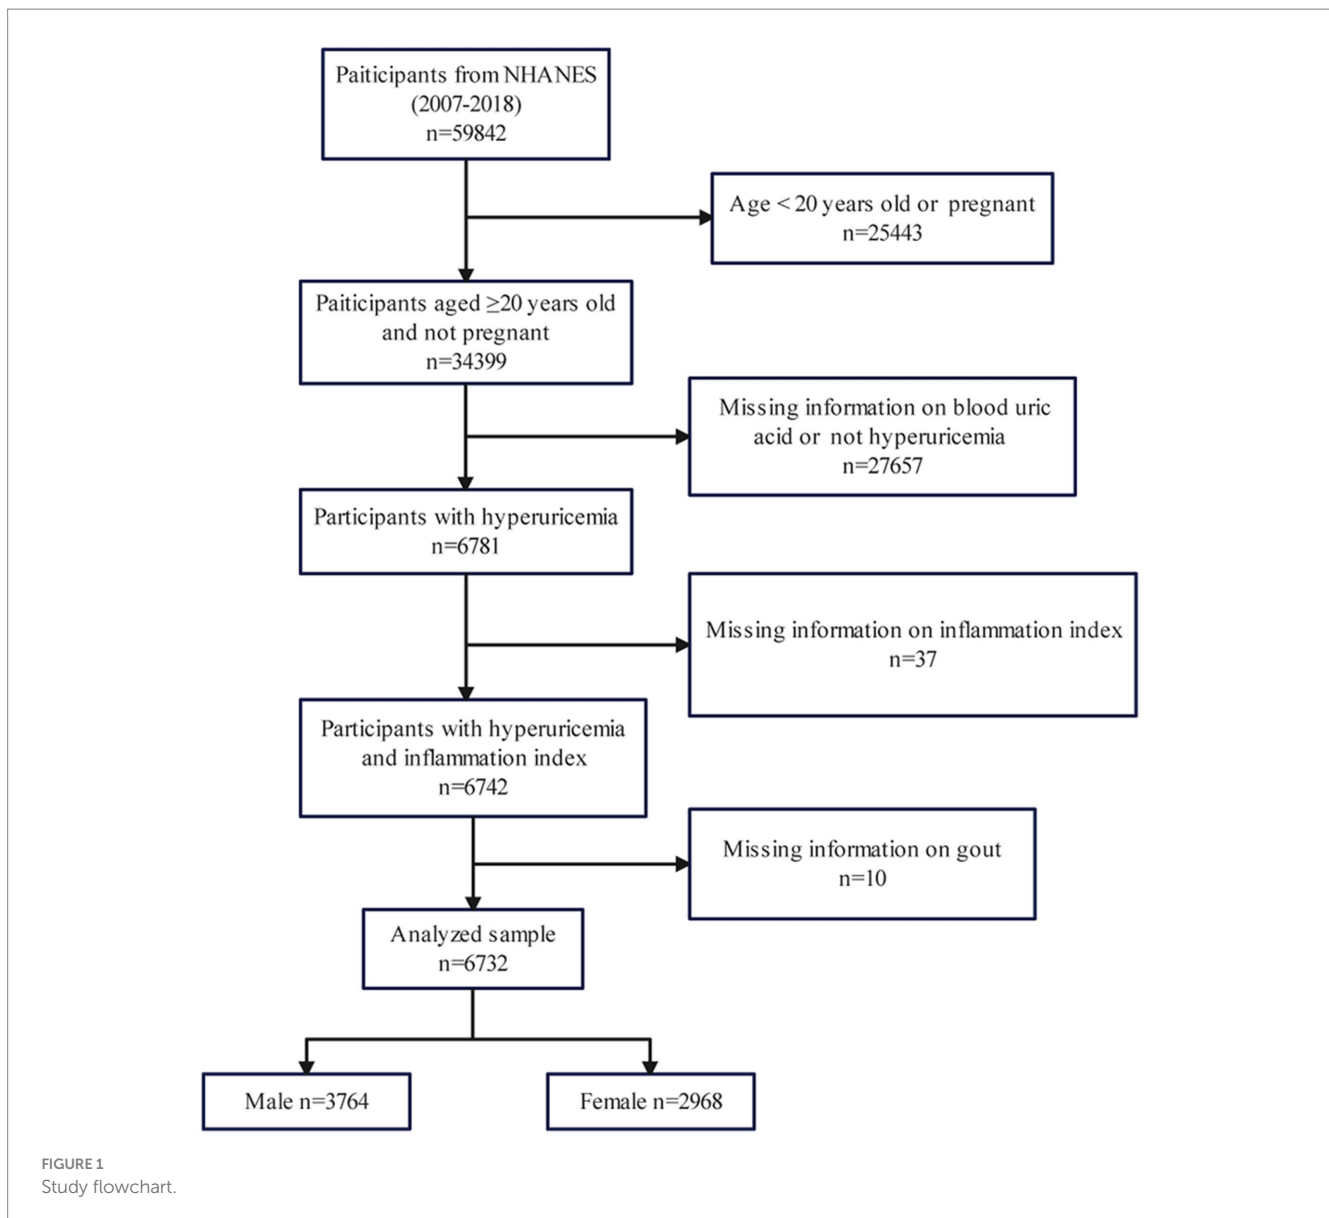 Paiticipants from NHANES
(2007-2018)
n=59842
Age < 20 years old or pregnant
n=25443
Paiticipants aged ≥20 years old
and not pregnant
n=34399
Missing information on blood uric
acid or not hyperuricemia
n=27657
Participants with hyperuricemia
n=6781
Missing information on inflammation index
n=37
Participants with hyperuricemia
and inflammation index
n=6742
Missing information on gout
n=10
Analyzed sample
n=6732
Male n=3764
Female n=2968
FIGURE 1
Study flowchart.